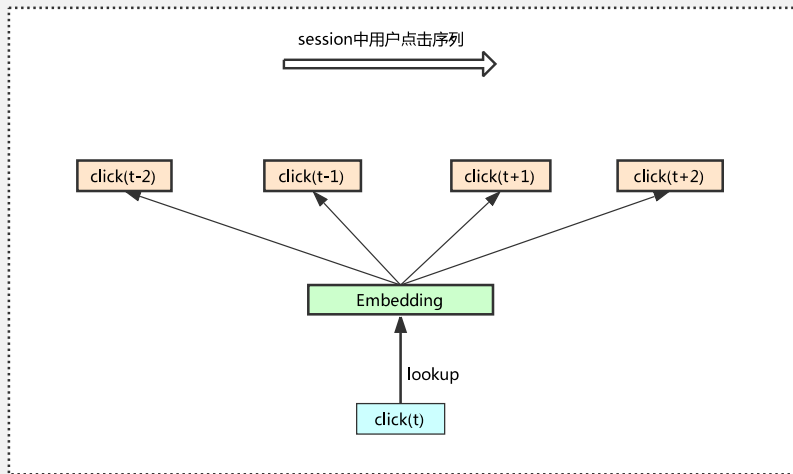 session中用户点击序列
click(t-2)
click(t-1)
click(t+1)
click(t+2)
Embedding
lookup
click(t)